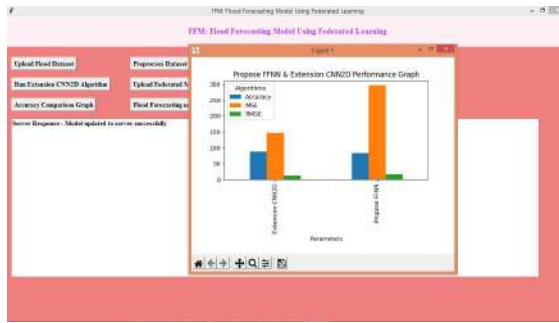 FFM: Flood Forecasting Model Using Federated Learning
FFM: Flood Forecasting Model Using Federated Learning
Figure 1
Upload Flood Dataset
Preprocess Dataset
Run Extension CNN2D Algorithm
Upload Federated M
Accuracy Comparison Graph
Flood Forecasting u
Server Response : Model updated to server successfully
Propose FFNN & Extension CNN2D Performance Graph
Algorithms
Accuracy
MSE
RMSE
300
250
200
150
100
50
0
Extension CNN2D
Propose FFNN
Parameters